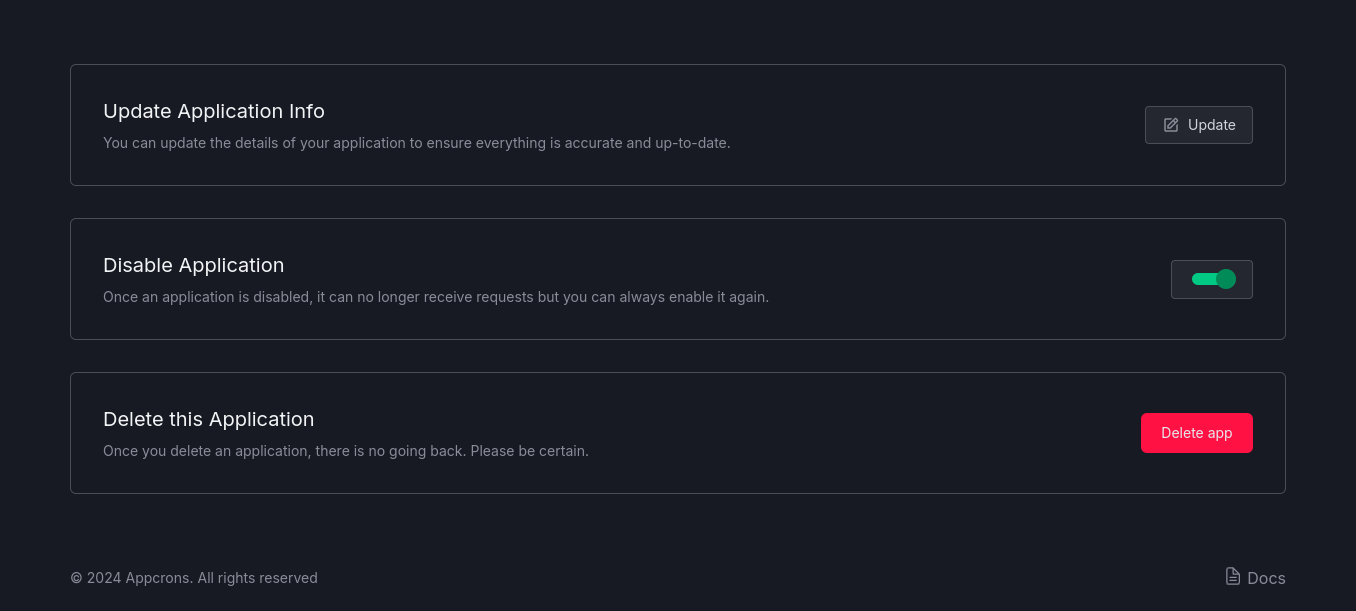 Update Application Info
You can update the details of your application to ensure everything is accurate and up-to-date.
Update
Disable Application
Once an application is disabled, it can no longer receive requests but you can always enable it again.
Delete this Application
Once you delete an application, there is no going back. Please be certain.
Delete app
© 2024 Appcrons. All rights reserved
Docs